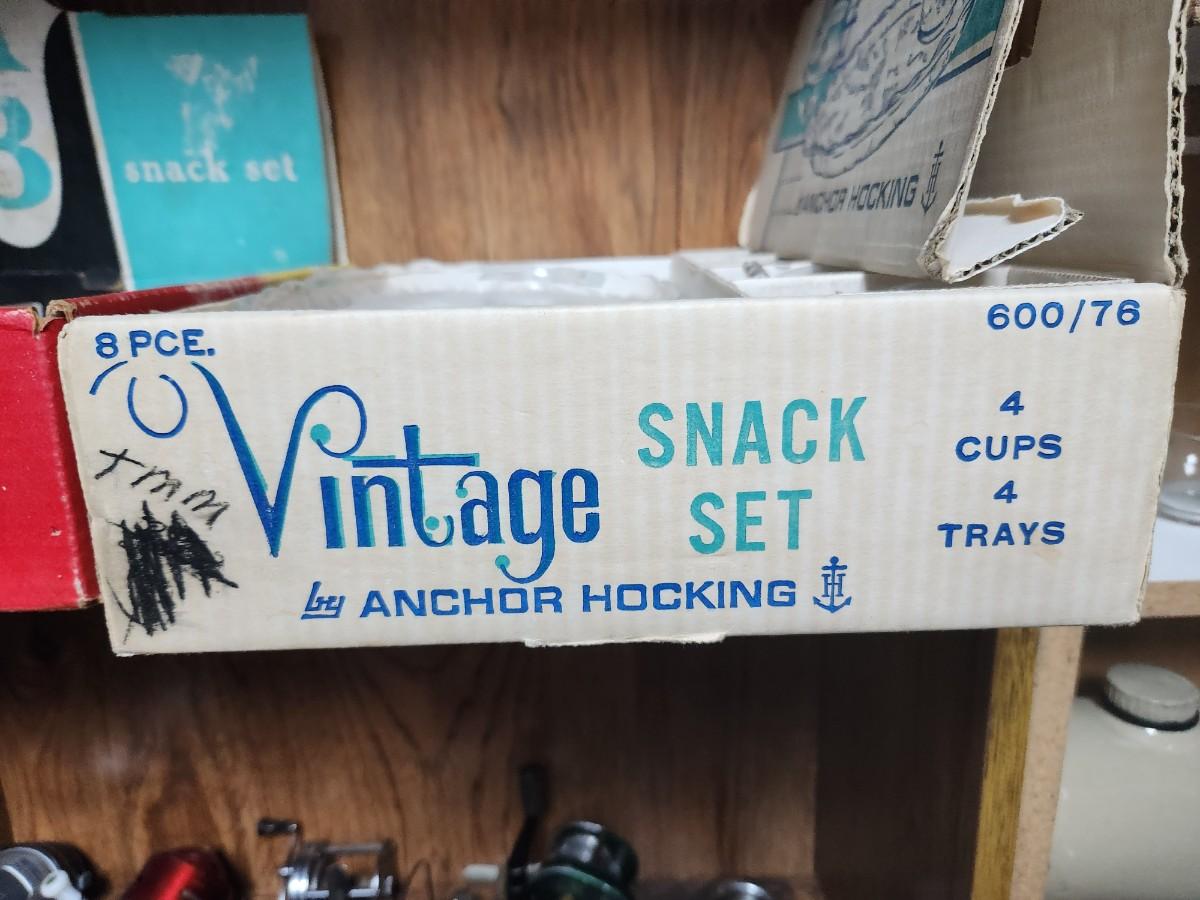 snack set
ANCHOR HOCKING
8 PCE.
600/76
Vintage
SNACK
SET
by ANCHOR HOCKING
4
CUPS
4
TRAYS